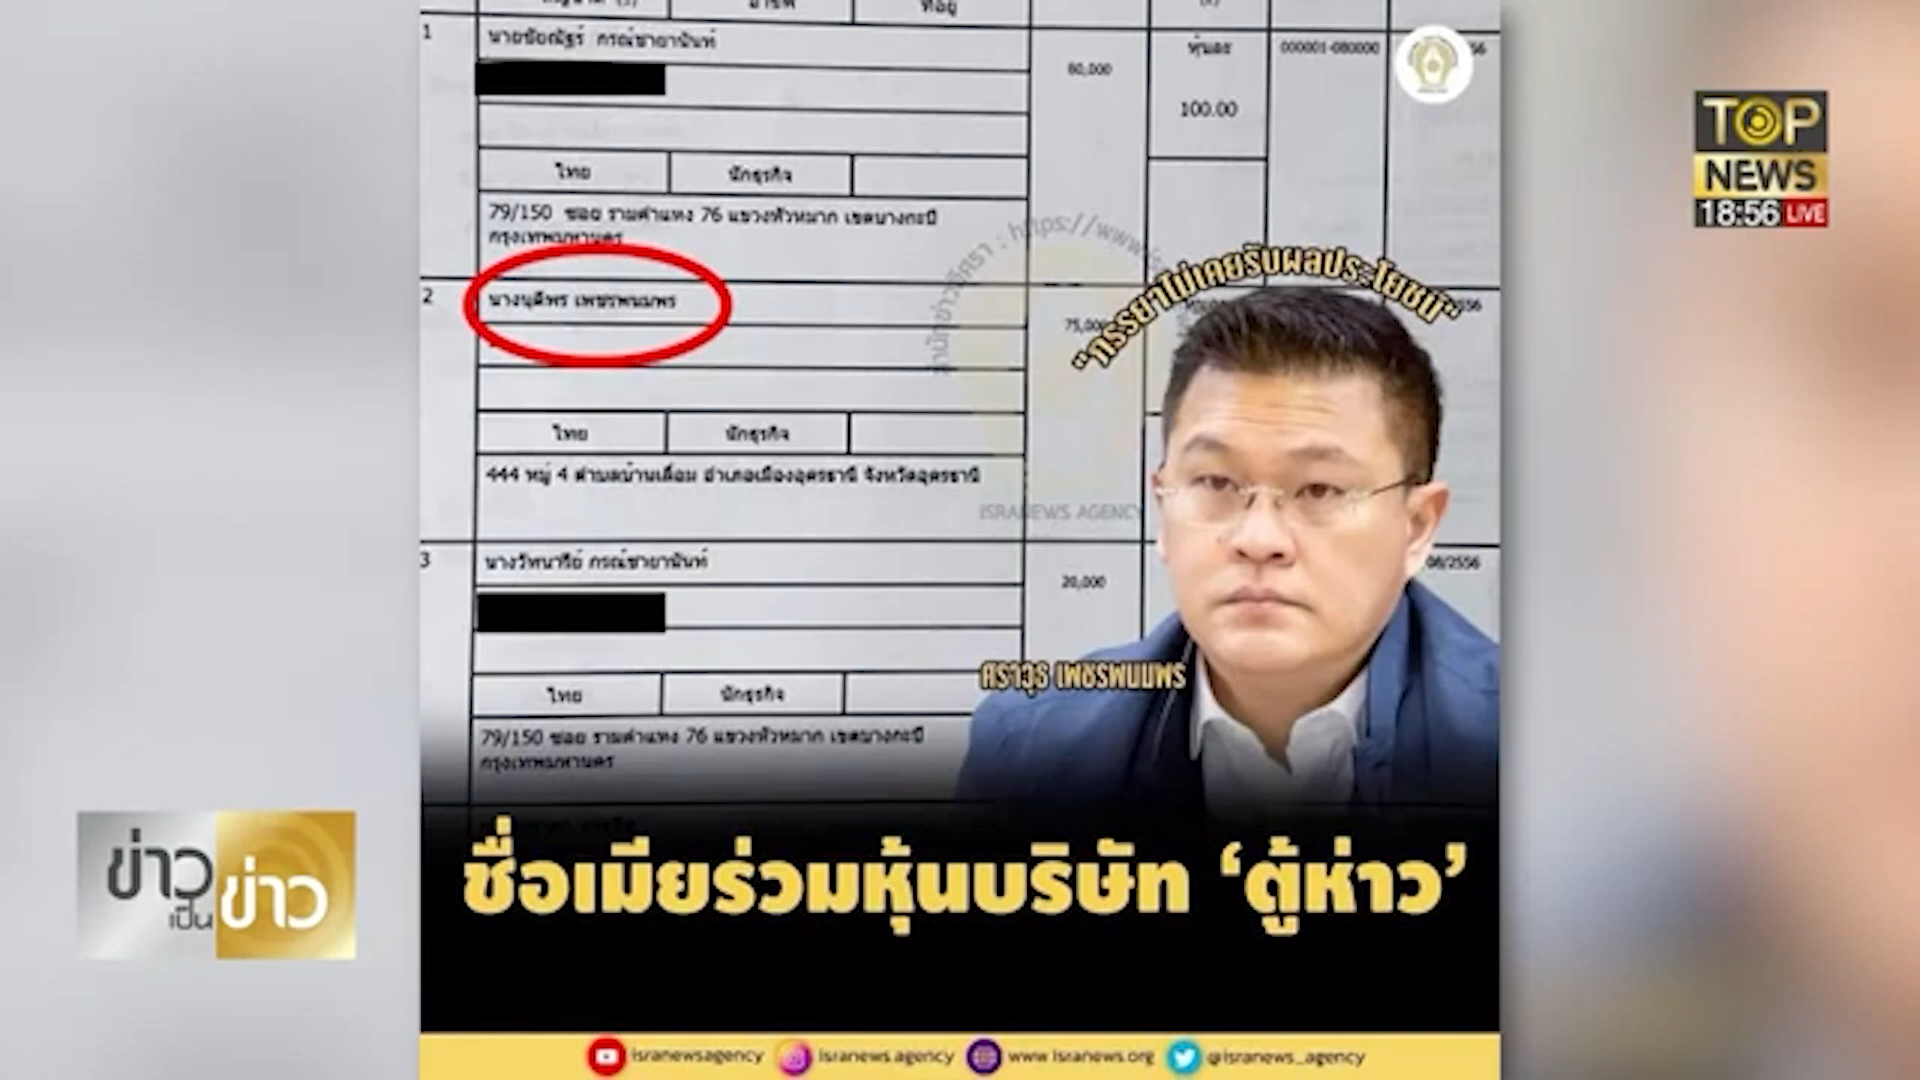 1
นายชัยณัฐร์ กรณ์ชายานันท์
80,000
หุ้นละ
100.00
000001-080000
56
ไทย
นักธุรกิจ
79/150 ซอย รามคำแหง 76 แขวงหัวหมาก เขตบางกะปิ
กรุงเทพมหานคร
TOP
NEWS
18:56 LIVE
"ภรรยาไม่เคยรับผลประโยชน์"
2
นางนุติพร เพชรพนมพร
75,000
ไทย
นักธุรกิจ
444 หมู่ 4 ตำบลบ้านเลื่อม อำเภอเมืองอุดรธานี จังหวัดอุดรธานี
ISRANEWS AGENCY
3
นางวัทนารีย์ กรณ์ชายานันท์
20,000
08/2556
ไทย
นักธุรกิจ
ศราวุธ เพชรพนมพร
79/150 ซอย รามคำแหง 76 แขวงหัวหมาก เขตบางกะปิ
กรุงเทพมหานคร
ข่าว
เป็น
ข่าว
ชื่อเมียร่วมหุ้นบริษัท ‘ตู้ห่าว’
isranewsagency
isranews.agency
www.isranews.org
@isranews_agency